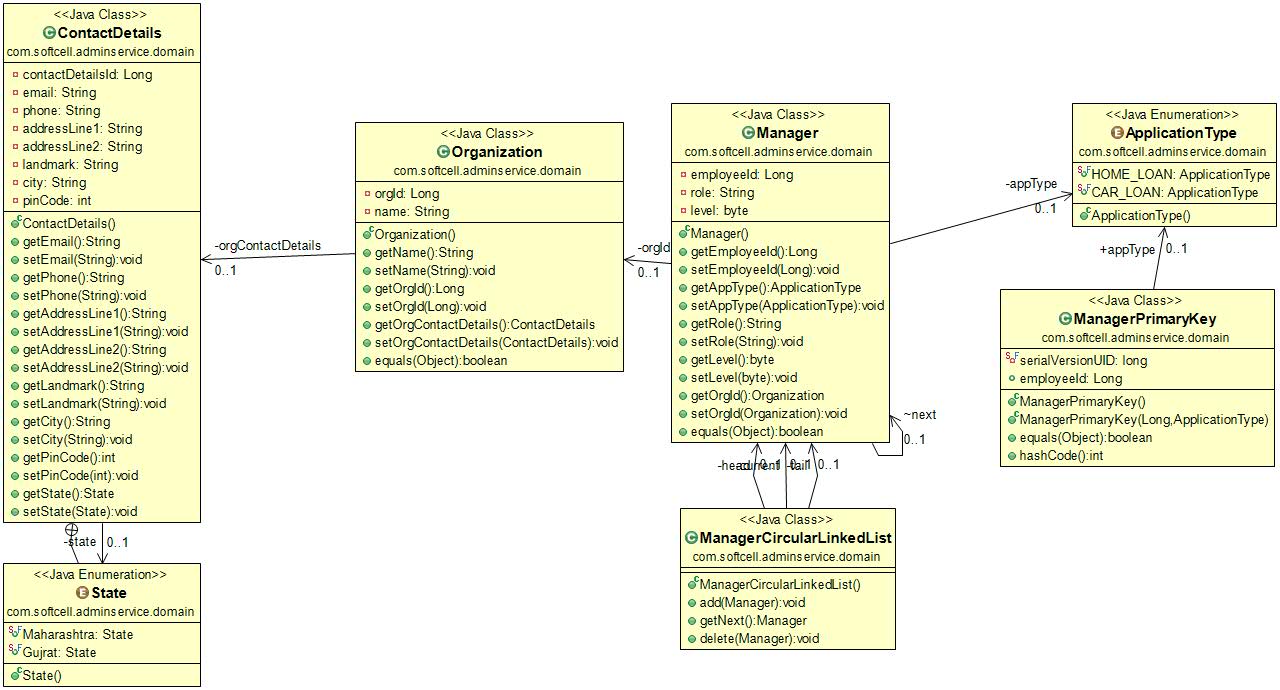 <<Java Class>>
ContactDetails
com.softcell.adminservice.domain
contactDetailsId: Long
email: String
phone: String
addressLine1: String
addressLine2: String
landmark: String
city: String
pinCode: int
ContactDetails()
getEmail():String
setEmail(String):void
getPhone():String
setPhone(String):void
getAddressLine1():String
setAddressLine1(String):void
getAddressLine2():String
setAddressLine2(String):void
getLandmark():String
setLandmark(String):void
getCity():String
setCity(String):void
getPinCode():int
setPinCode(int):void
getState():State
setState(State):void
-state
0..1
<<Java Enumeration>>
State
com.softcell.adminservice.domain
Maharashtra: State
Gujrat: State
State()
-orgContactDetails
0..1
<<Java Class>>
Organization
com.softcell.adminservice.domain
orgId: Long
name: String
Organization()
getName():String
setName(String):void
getOrgId():Long
setOrgId(Long):void
getOrgContactDetails():ContactDetails
setOrgContactDetails(ContactDetails):void
equals(Object):boolean
-orgId
0..1
<<Java Class>>
Manager
com.softcell.adminservice.domain
employeeId: Long
role: String
level: byte
Manager()
getEmployeeId():Long
setEmployeeId(Long):void
getAppType():ApplicationType
setAppType(ApplicationType):void
getRole():String
setRole(String):void
getLevel():byte
setLevel(byte):void
getOrgId():Organization
setOrgId(Organization):void
equals(Object):boolean
~next
0..1
-head
-current
0..1
-tail
0..1
0..1
<<Java Class>>
ManagerCircularLinkedList
com.softcell.adminservice.domain
ManagerCircularLinkedList()
add(Manager):void
getNext():Manager
delete(Manager):void
-appType
0..1
<<Java Enumeration>>
ApplicationType
com.softcell.adminservice.domain
HOME_LOAN: ApplicationType
CAR_LOAN: ApplicationType
ApplicationType()
+appType
0..1
<<Java Class>>
ManagerPrimaryKey
com.softcell.adminservice.domain
serialVersionUID: long
employeeId: Long
ManagerPrimaryKey()
ManagerPrimaryKey(Long,ApplicationType)
equals(Object):boolean
hashCode():int